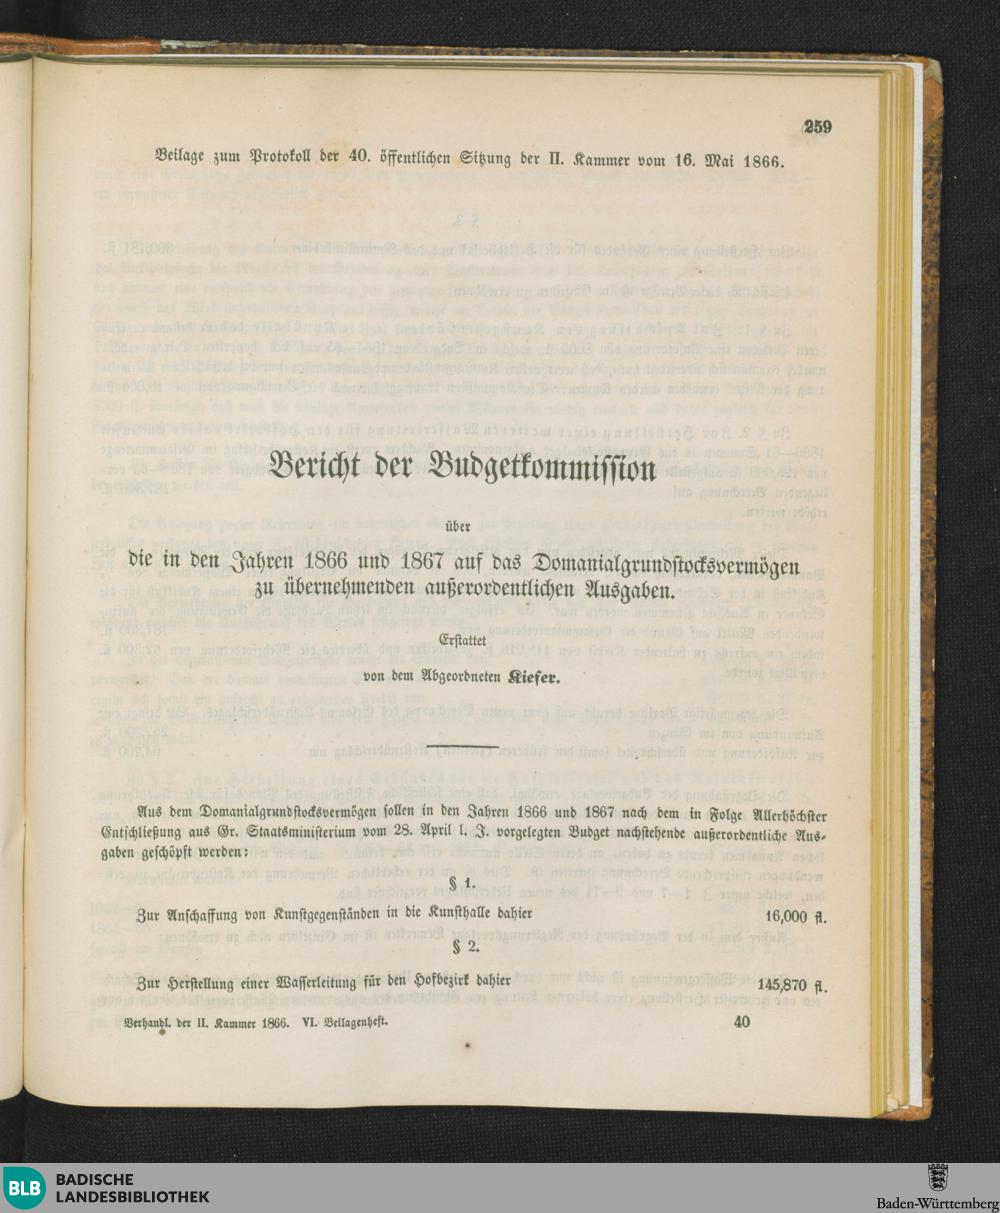 259
Beilage zum Protokoll der 40. öffentlichen Sitzung der II. Kammer vom 16. Mai 1866.
Bericht der Budgetkommission
über
die in den Jahren 1866 und 1867 auf das Domanialgrundstocksvermögen
zu übernehmenden außerordentlichen Ausgaben.
Erstattet
von dem Abgeordneten Kiefer.
Aus dem Domanialgrundstocksvermögen sollen in den Jahren 1866 und 1867 nach dem in Folge Allerhöchster
Entschließung aus Gr. Staatsministerium vom 28. April l. J. vorgelegten Budget nachstehende außerordentliche Aus-
gaben geschöpft werden:
§ 1.
Zur Anschaffung von Kunstgegenständen in die Kunsthalle dahier 16,000 fl.
§ 2.
Zur Herstellung einer Wasserleitung für den Hofbezirk dahier 145,870 fl.
Verhandl. der II. Kammer 1866. VI. Beilagenheft. 40
BLB BADISCHE
LANDESBIBLIOTHEK
Baden-Württemberg